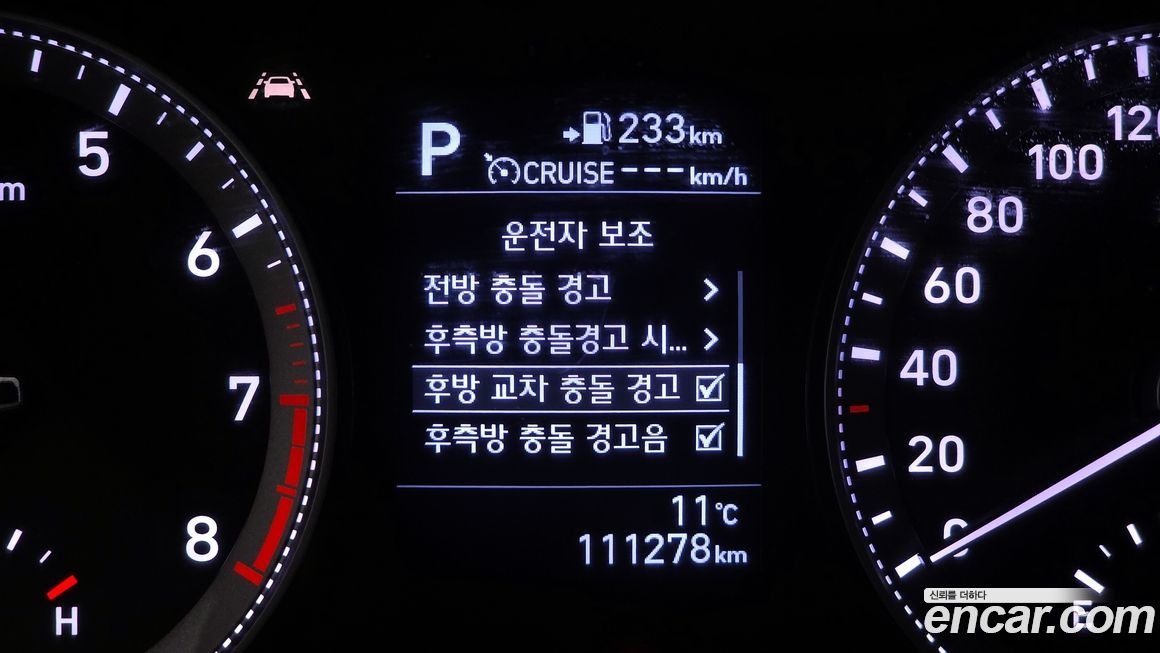 P
233km
CRUISE ---km/h
운전자 보조
전방 충돌 경고 >
후측방 충돌경고 시... >
후방 교차 충돌 경고
후측방 충돌 경고음
11℃
111278km
5
6
7
8
H
m
120
100
80
60
40
20
0
E
신뢰를 더하다
encar.com